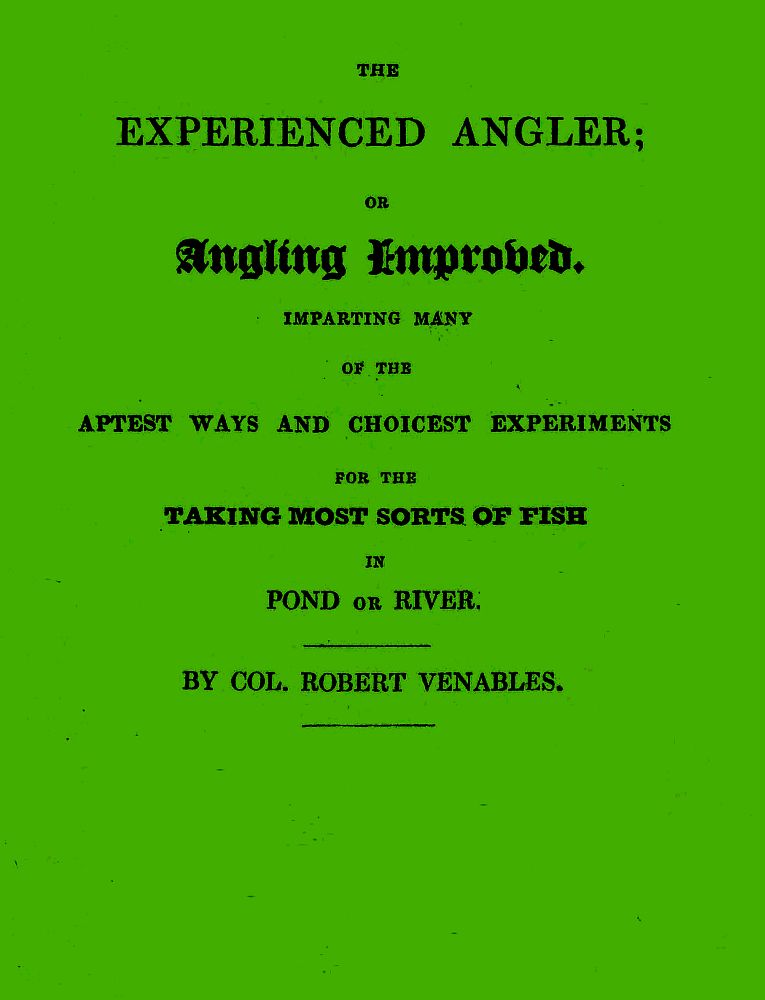 THE
EXPERIENCED ANGLER;
OR
Angling Improved.
IMPARTING MANY
OF THE
APTEST WAYS AND CHOICEST EXPERIMENTS
FOR THE
TAKING MOST SORTS OF FISH
IN
POND OR RIVER.
BY COL. ROBERT VENABLES.